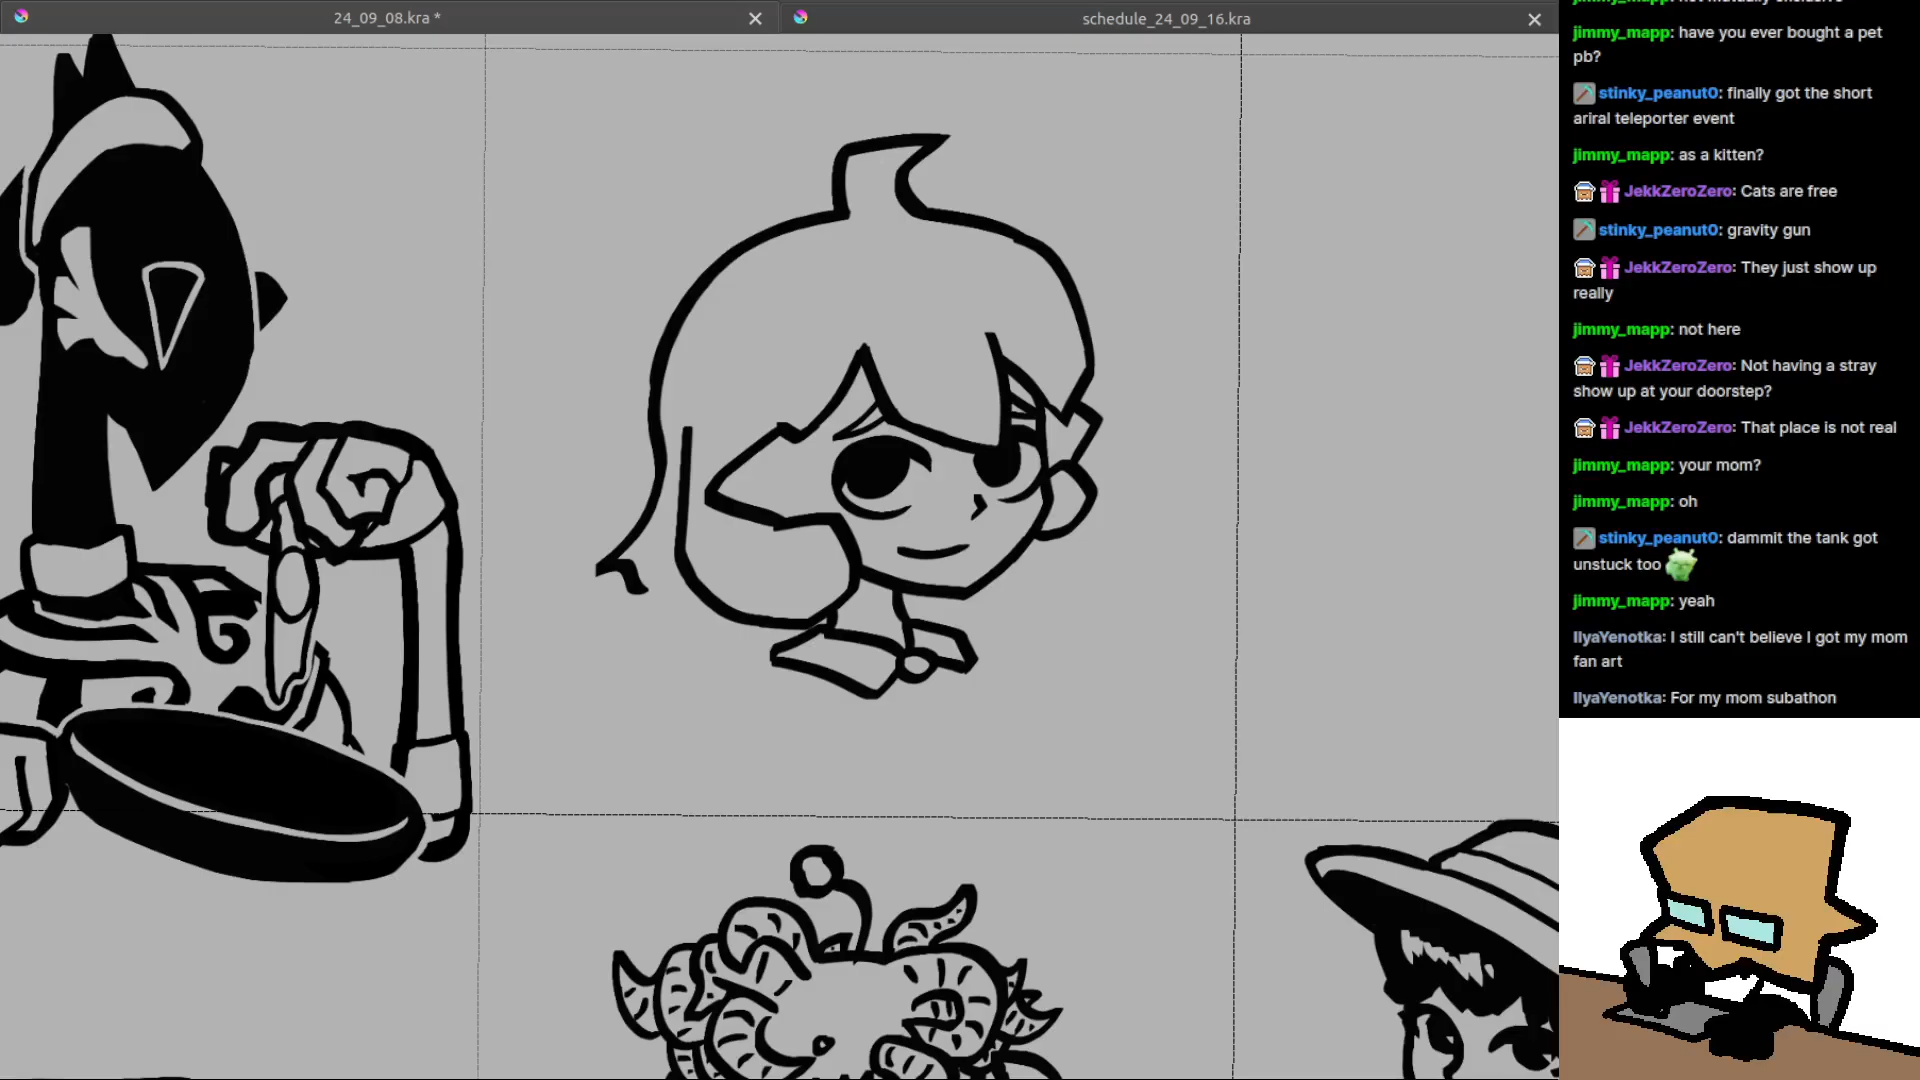 24_09_08.kra *
schedule_24_09_16.kra
jimmy_mapp: have you ever bought a pet
pb?
stinky_peanut0: finally got the short
ariral teleporter event
jimmy_mapp: as a kitten?
JekkZeroZero: Cats are free
stinky_peanut0: gravity gun
JekkZeroZero: They just show up
really
jimmy_mapp: not here
JekkZeroZero: Not having a stray
show up at your doorstep?
JekkZeroZero: That place is not real
jimmy_mapp: your mom?
jimmy_mapp: oh
stinky_peanut0: dammit the tank got
unstuck too
jimmy_mapp: yeah
IlyaYenotka: I still can't believe I got my mom
fan art
IlyaYenotka: For my mom subathon